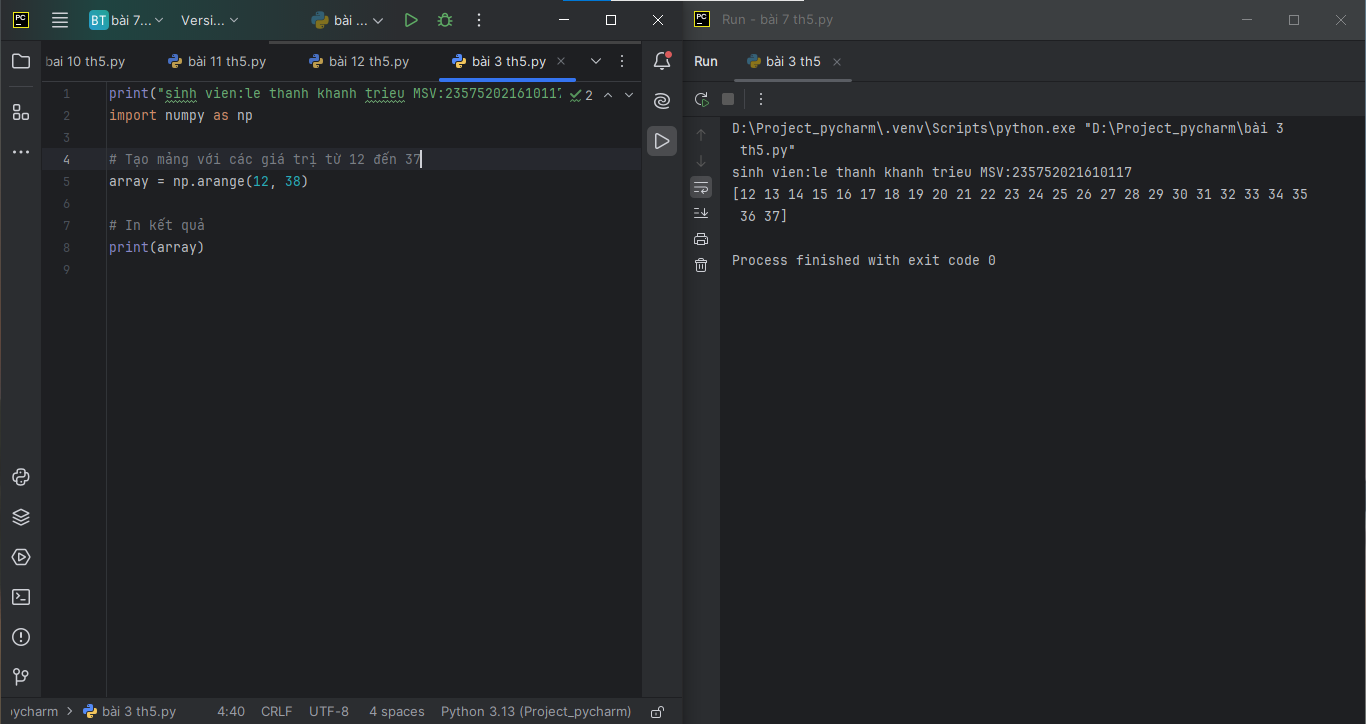 PC
BT bài 7...
Versi...
bài ...
bai 10 th5.py
bài 11 th5.py
bài 12 th5.py
bài 3 th5.py
1 print("sinh vien:le thanh khanh trieu MSV:235752021610117
2
2 import numpy as np
3
4 # Tạo mảng với các giá trị từ 12 đến 37
5 array = np.arange(12, 38)
6
7 # In kết quả
8 print(array)
9
ycharm > bài 3 th5.py 4:40 CRLF UTF-8 4 spaces Python 3.13 (Project_pycharm)
PC Run - bài 7 th5.py
Run bài 3 th5
D:\Project_pycharm\.venv\Scripts\python.exe "D:\Project_pycharm\bài 3
th5.py"
sinh vien:le thanh khanh trieu MSV:235752021610117
[12 13 14 15 16 17 18 19 20 21 22 23 24 25 26 27 28 29 30 31 32 33 34 35
36 37]
Process finished with exit code 0